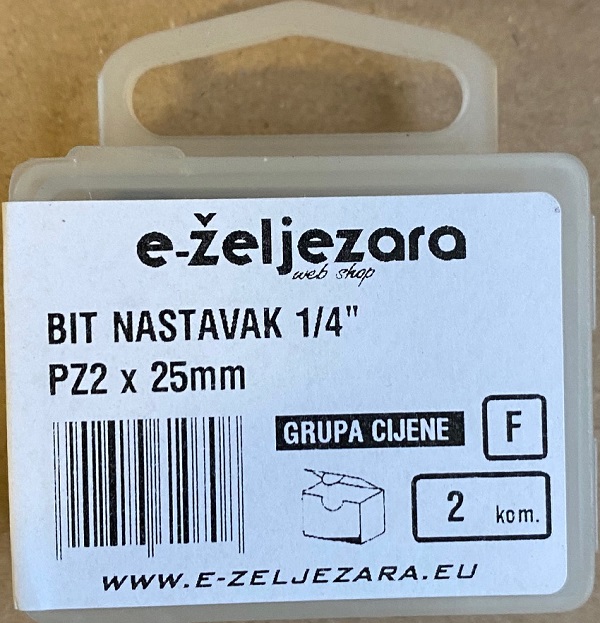 e-željezara
web shop
BIT NASTAVAK 1/4"
PZ2 x 25mm
GRUPA CIJENE F
2 kom.
WWW.E-ZELJEZARA.EU